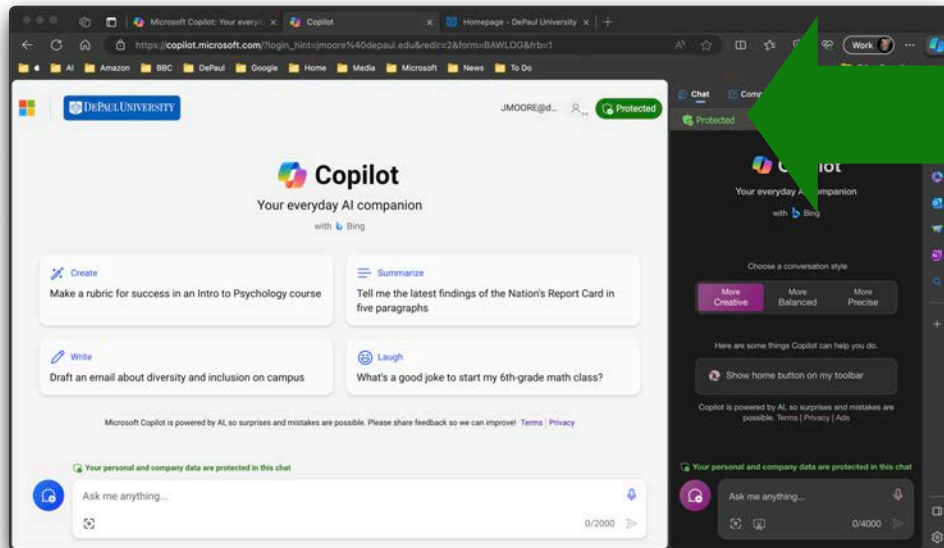 Microsoft Copilot: Your every
Copilot
Homepage - DePaul University
https://copilot.microsoft.com/?login_hint=jmoore%40depaul.edu&redir=2&form=BAWLOG&frb=1
Work
AI
Amazon
BBC
DePaul
Google
Home
Media
Microsoft
News
To Do
DEPAUL UNIVERSITY
JMOORE@d...
Protected
Copilot
Your everyday AI companion
with Bing
Create
Make a rubric for success in an Intro to Psychology course
Summarize
Tell me the latest findings of the Nation's Report Card in
five paragraphs
Write
Draft an email about diversity and inclusion on campus
Laugh
What's a good joke to start my 6th-grade math class?
Microsoft Copilot is powered by AI, so surprises and mistakes are possible. Please share feedback so we can improve! Terms | Privacy
Your personal and company data are protected in this chat
Ask me anything...
0/2000
Chat
Comp
Protected
Your everyday A companion
with Bing
Choose a conversation style
More Creative
More Balanced
More Precise
Here are some things Copilot can help you do.
Show home button on my toolbar
Copilot is powered by AI, so surprises and mistakes are
possible. Terms | Privacy | Ads
Your personal and company data are protected in this chat
Ask me anything...
0/4000